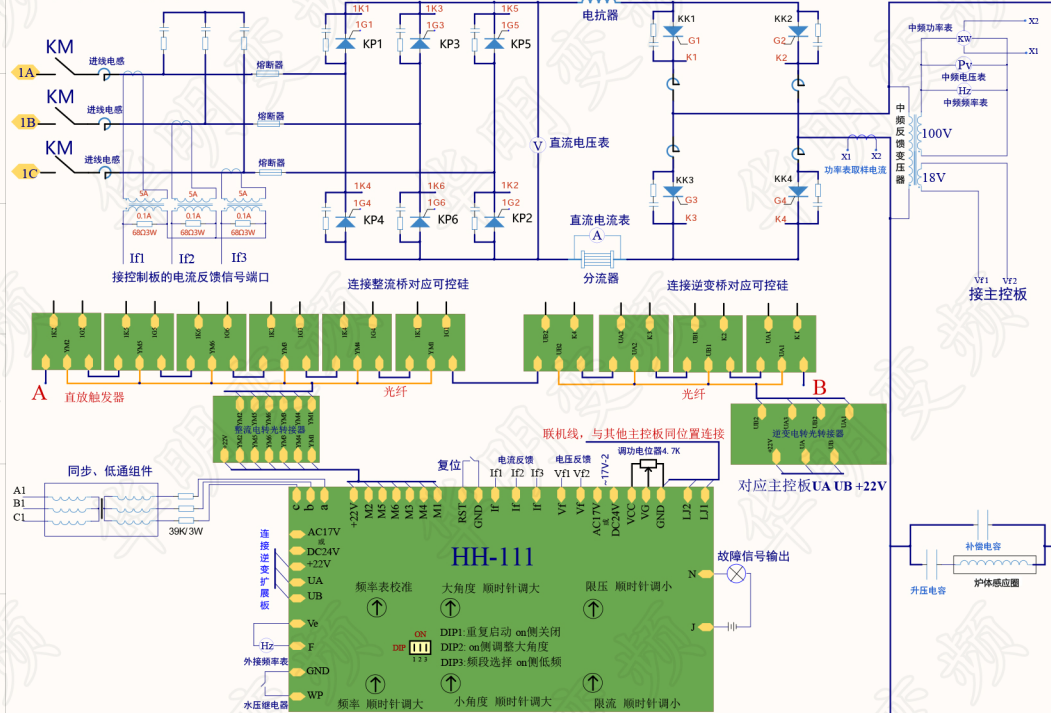 1K1
1K3
1K5
1G1
1G3
1G5
KP1
KP3
KP5
电抗器
KK1
KK2
G1
G2
K1
K2
中频功率表
KW
X2
X1
Pv
中频电压表
Hz
中频频率表
KM
1A
进线电感
熔断器
KM
1B
进线电感
熔断器
KM
1C
进线电感
熔断器
V
直流电压表
中频反馈变压器
100V
18V
X1
X2
功率表取样电流
5A
5A
5A
0.1A
0.1A
0.1A
68Ω3W
68Ω3W
68Ω3W
If1
If2
If3
接控制板的电流反馈信号端口
1K4
1K6
1K2
1G4
1G6
1G2
KP4
KP6
KP2
直流电流表
A
分流器
KK3
KK4
G3
G4
K3
K4
Vf1
Vf2
接主控板
连接整流桥对应可控硅
连接逆变桥对应可控硅
YM2
YM5
YM6
YM3
YM4
YM1
UB2
UA2
UB1
UA1
A
直放触发器
光纤
光纤
B
整流电转光转接器
+22V
逆变电转光转接器
+22V
UA
UB
联机线，与其他主控板同位置连接
对应主控板UA UB +22V
同步、低通组件
A1
B1
C1
39K/3W
复位
电流反馈
If1
If2
If3
电压反馈
Vf1
Vf2
~17V-2
调功电位器4.7K
c
b
a
+22V
M2
M5
M6
M3
M4
M1
RST
GND
If
If
If
Vf
Vf
AC17V
或
DC24V
VCC
VG
GND
LJ2
LJ1
AC17V
或
DC24V
+22V
UA
UB
连接逆变扩展板
HH-111
故障信号输出
N
J
频率表校准
大角度 顺时针调大
限压 顺时针调小
Ve
F
Hz
外接频率表
GND
WP
水压继电器
ON
DIP
1 2 3
DIP1:重复启动 on侧关闭
DIP2: on侧调整大角度
DIP3:频段选择 on侧低频
频率 顺时针调大
小角度 顺时针调大
限流 顺时针调小
补偿电容
升压电容
炉体感应圈